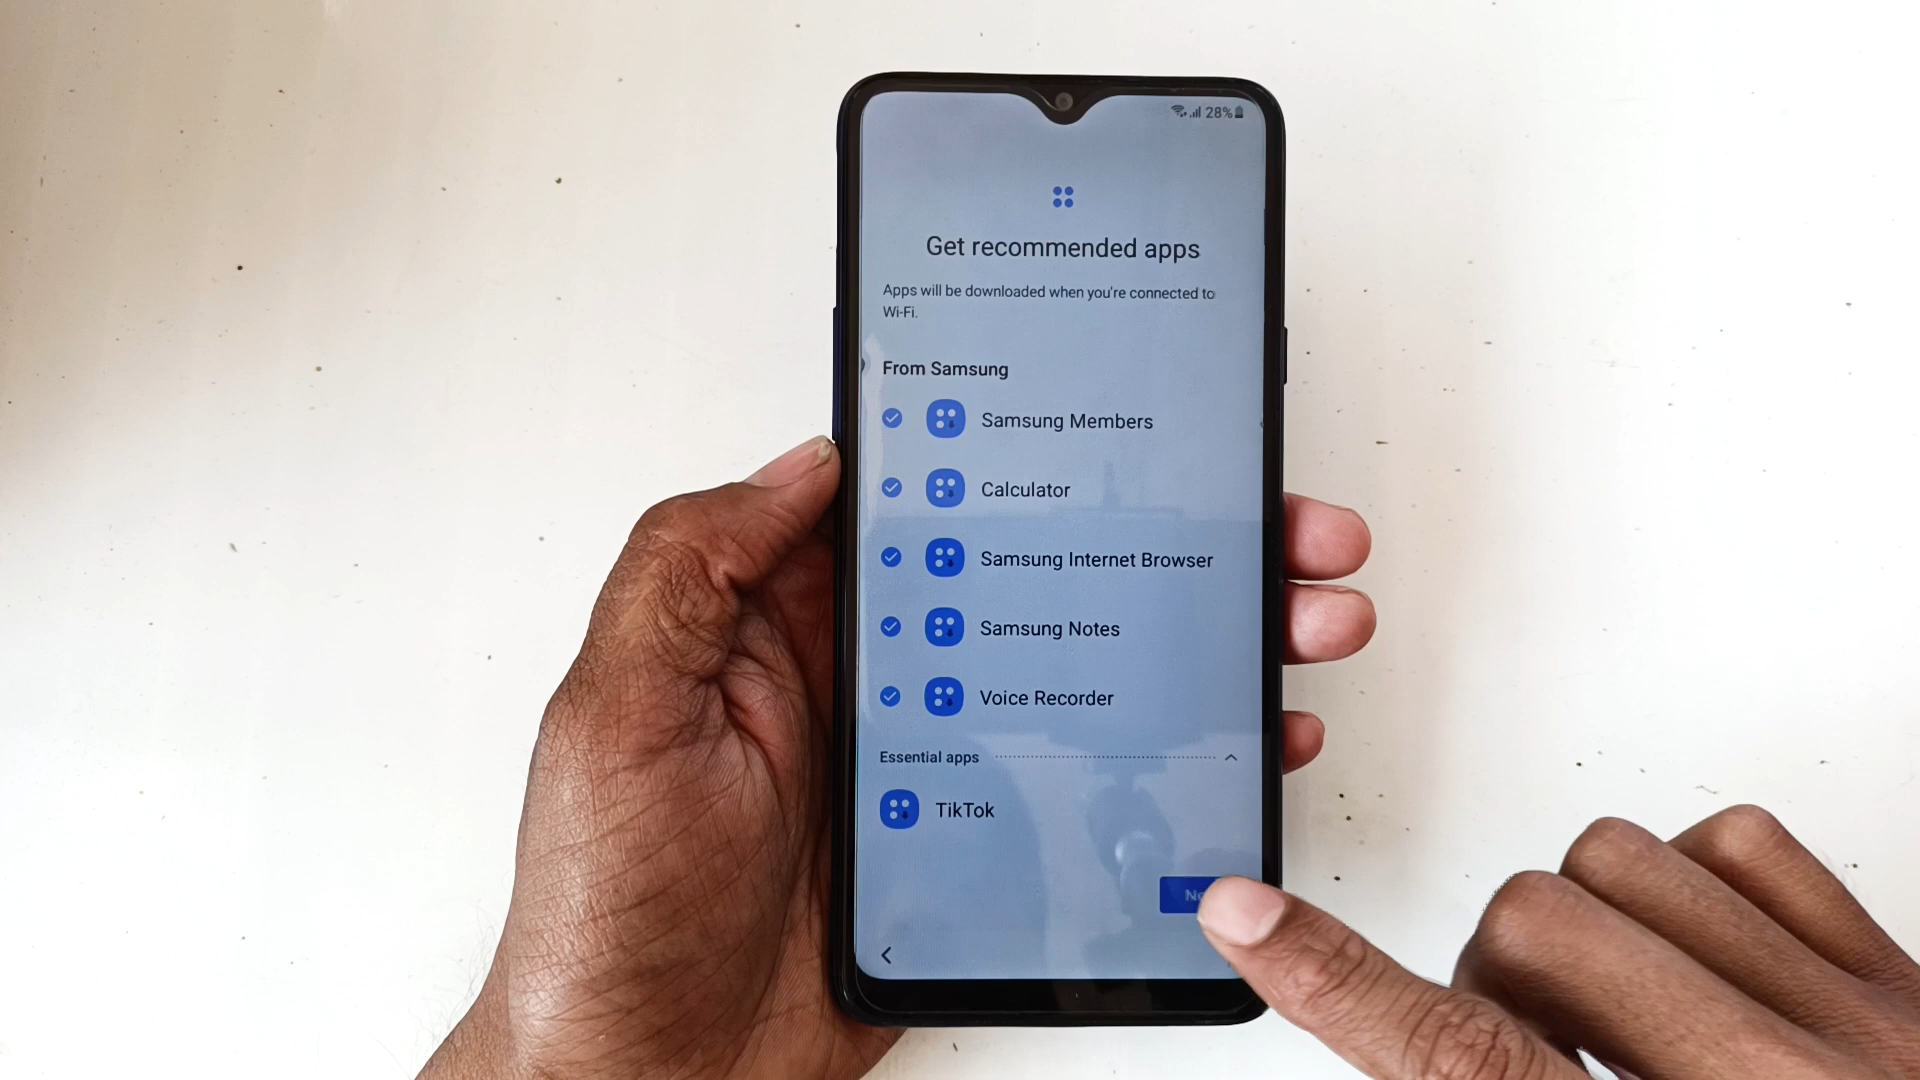 28%
Get recommended apps
Apps will be downloaded when you're connected to
Wi-Fi.
From Samsung
Samsung Members
Calculator
Samsung Internet Browser
Samsung Notes
Voice Recorder
Essential apps
TikTok